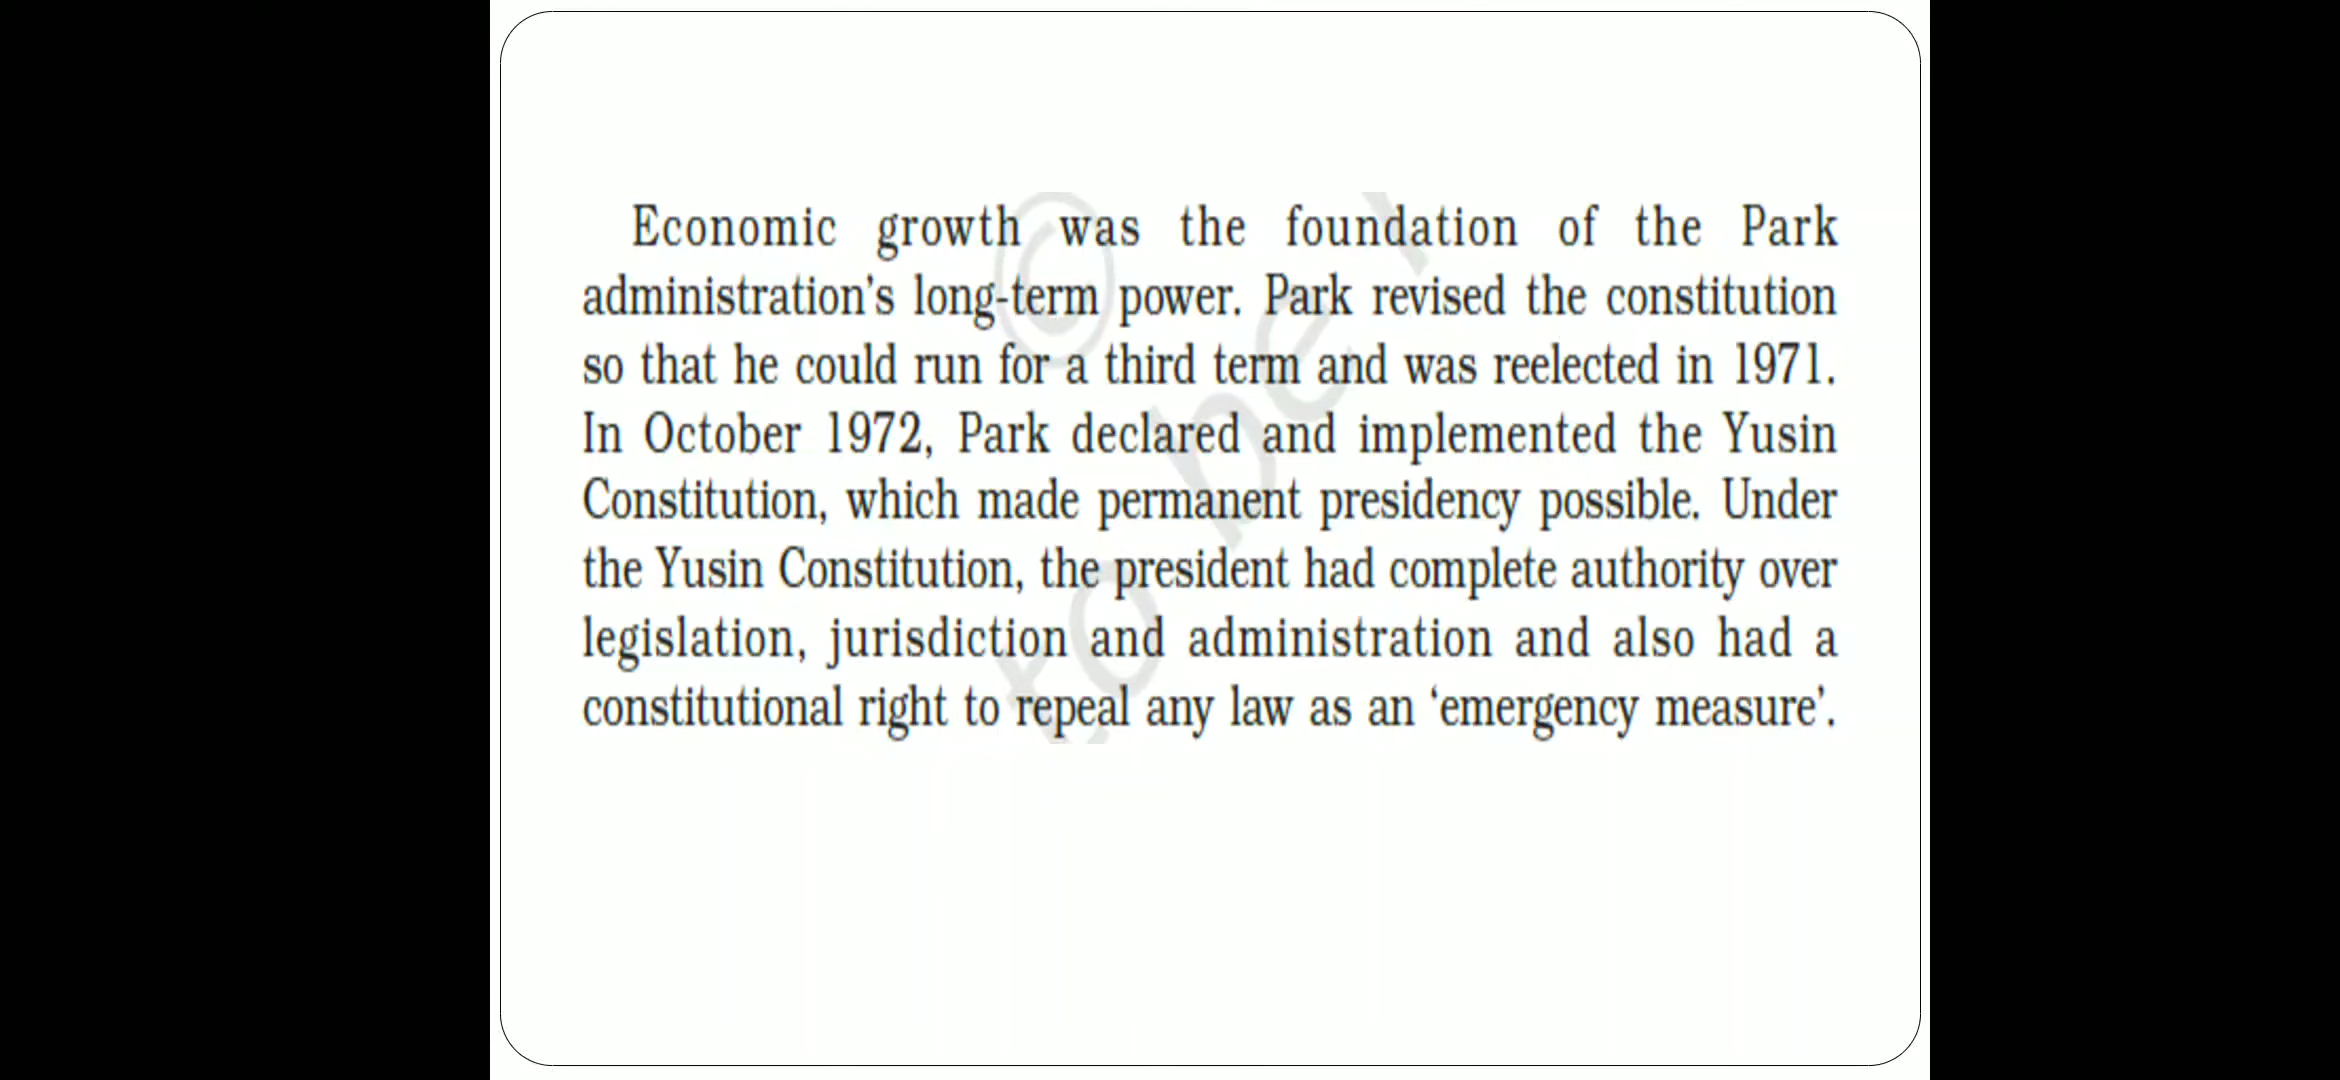 Economic growth was the foundation of the Park
administration’s long-term power. Park revised the constitution
so that he could run for a third term and was reelected in 1971.
In October 1972, Park declared and implemented the Yusin
Constitution, which made permanent presidency possible. Under
the Yusin Constitution, the president had complete authority over
legislation, jurisdiction and administration and also had a
constitutional right to repeal any law as an ‘emergency measure’.
©
to be r